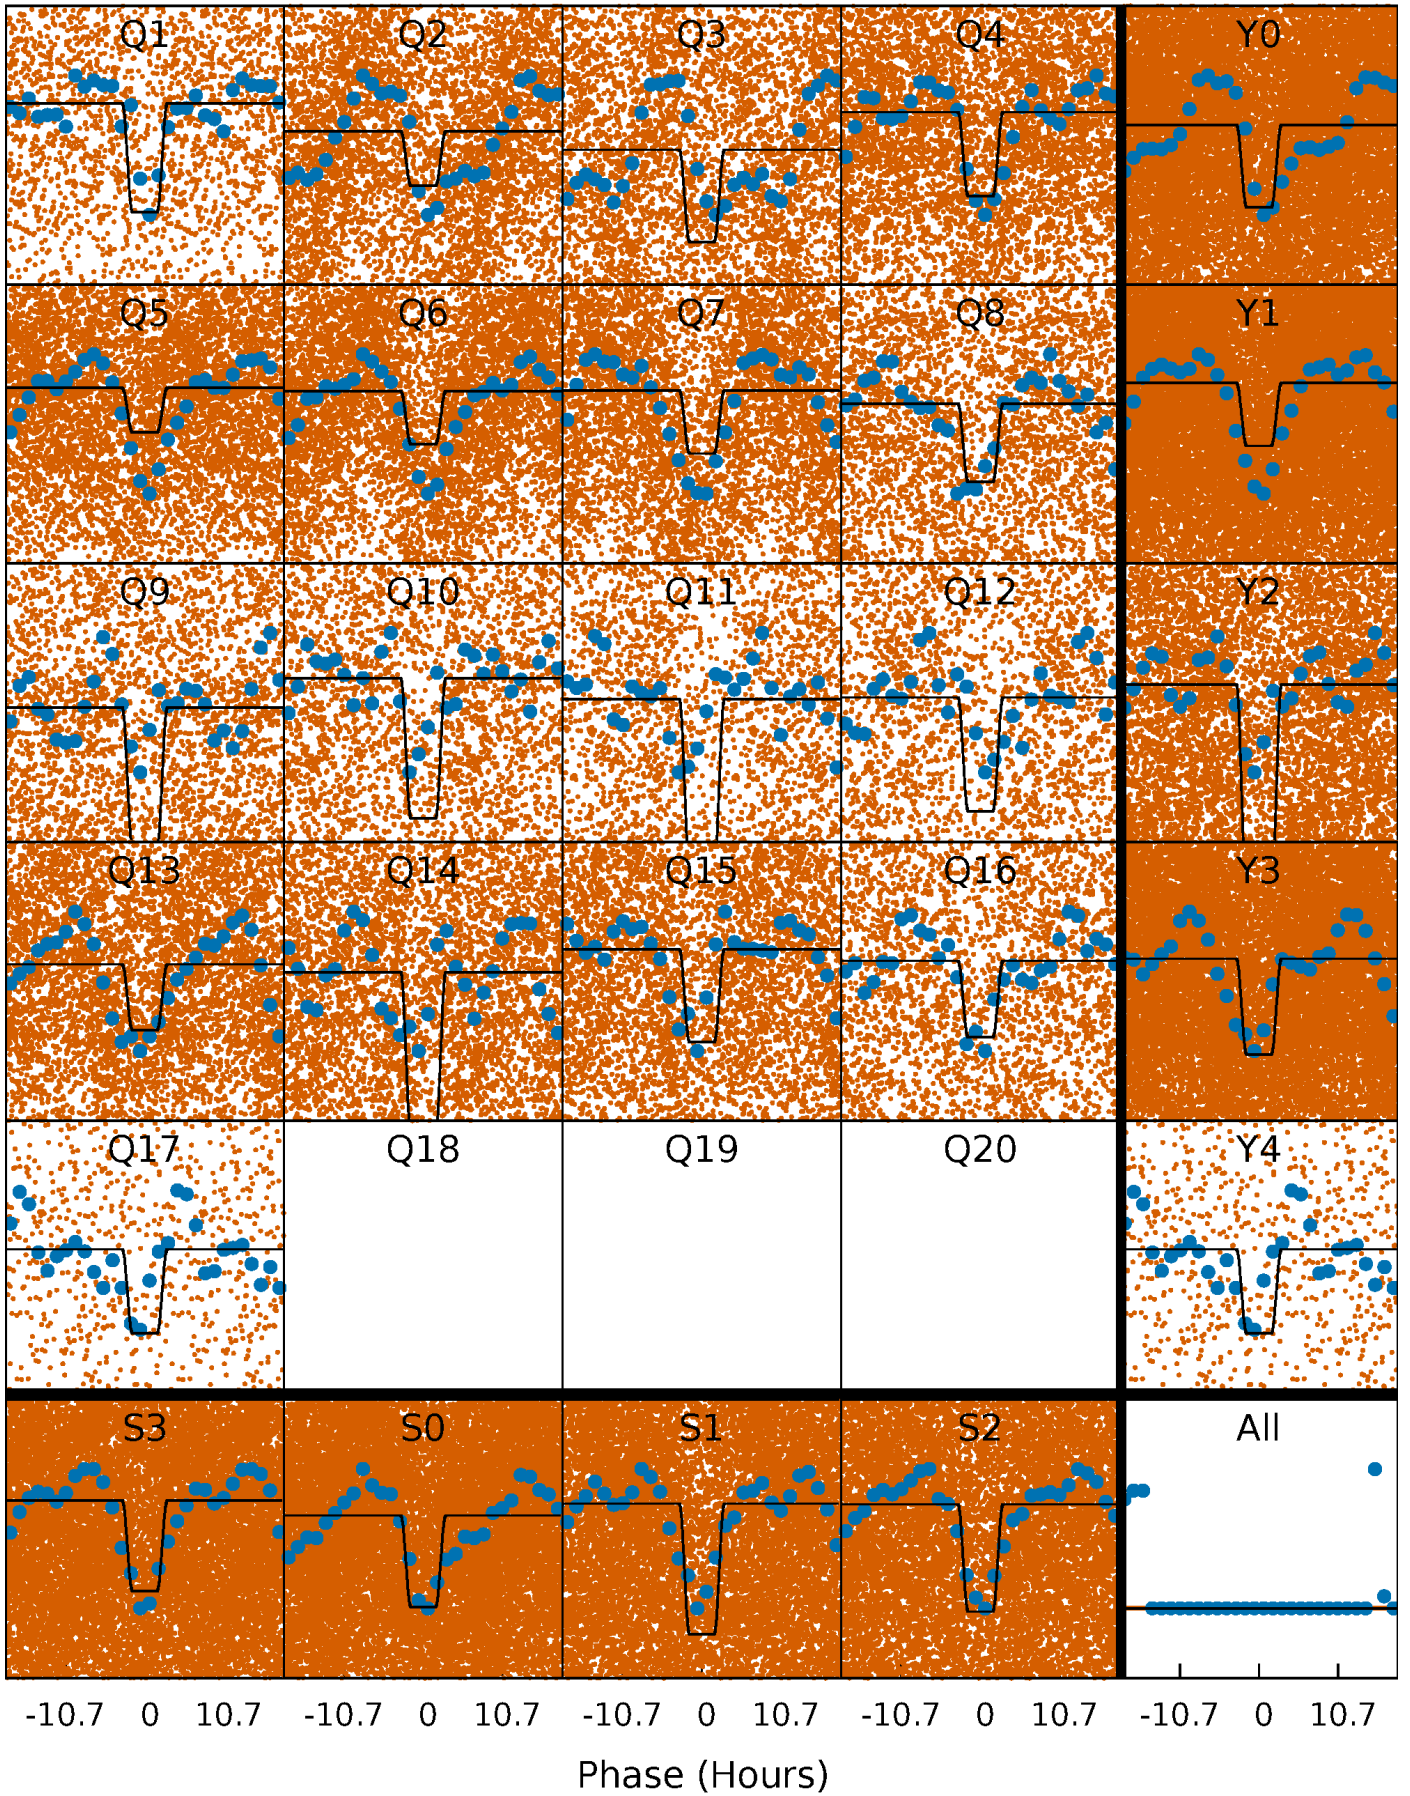 Q1 Q2 Q3 Q4 Y0
Q5 Q6 Q7 Q8 Y1
Q9 Q10 Q11 Q12 Y2
Q13 Q14 Q15 Q16 Y3
Q17 Q18 Q19 Q20 Y4
S3 S0 S1 S2 All
-10.7 0 10.7 -10.7 0 10.7 -10.7 0 10.7 -10.7 0 10.7 -10.7 0 10.7
Phase (Hours)